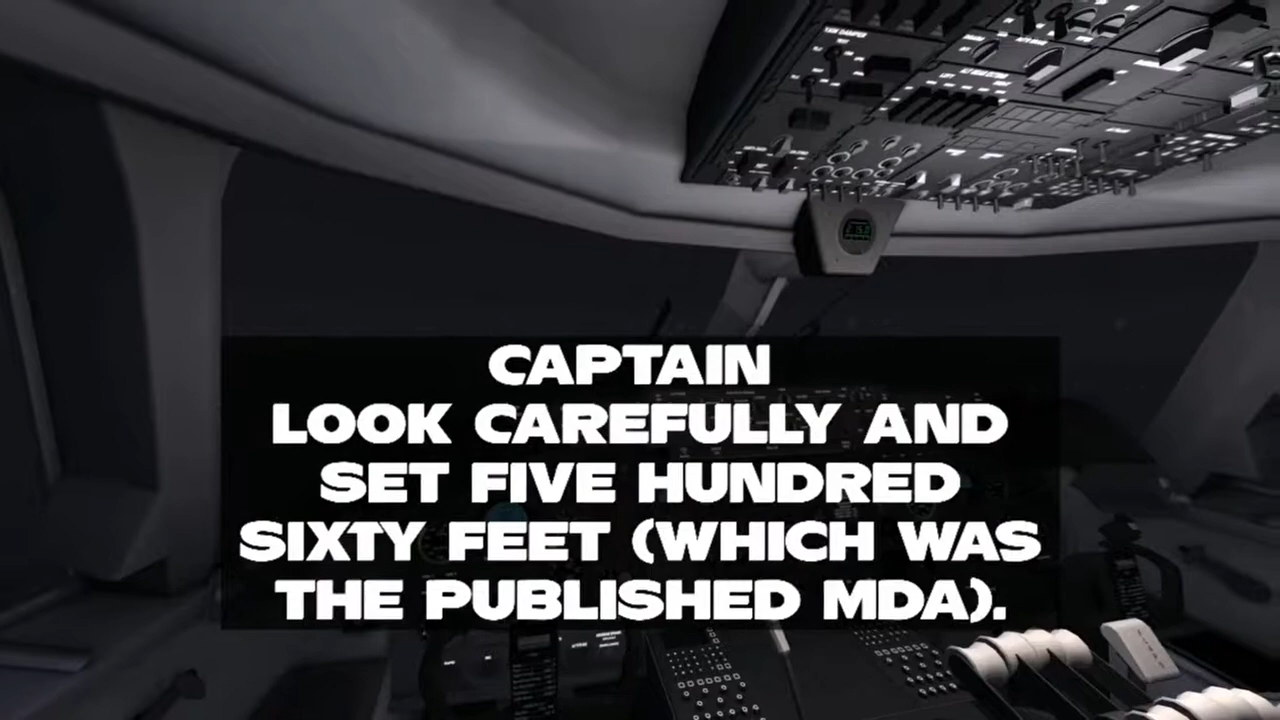 CAPTAIN
LOOK CAREFULLY AND
SET FIVE HUNDRED
SIXTY FEET (WHICH WAS
THE PUBLISHED MDA).